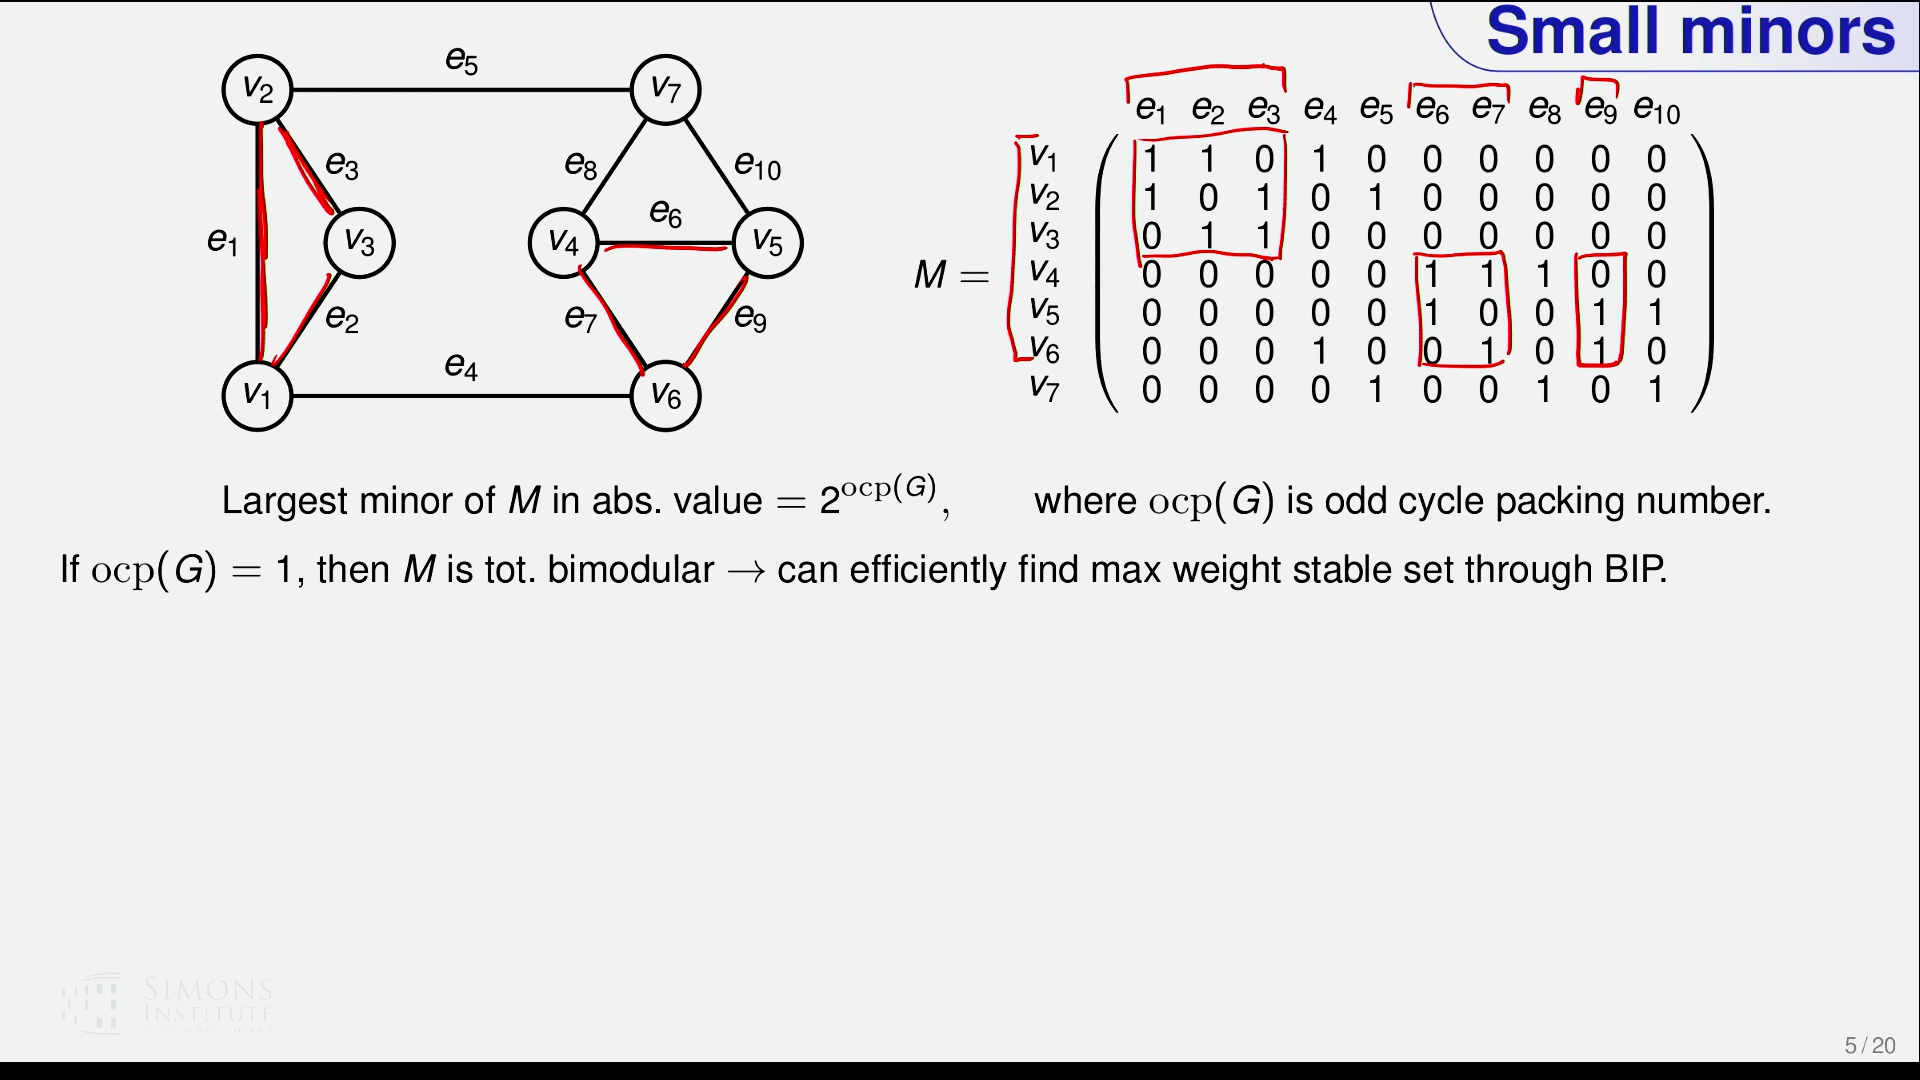 Small minors
v₂ e₅ v₇
e₃ e₈ e₁₀
e₁ v₃ v₄ e₆ v₅
e₂ e₇ e₉
v₁ e₄ v₆
e₁ e₂ e₃ e₄ e₅ e₆ e₇ e₈ e₉ e₁₀
v₁ 1 1 0 1 0 0 0 0 0 0
v₂ 1 0 1 0 1 0 0 0 0 0
v₃ 0 1 1 0 0 0 0 0 0 0
M = v₄ 0 0 0 0 0 1 1 1 0 0
v₅ 0 0 0 0 0 1 0 0 1 1
v₆ 0 0 0 1 0 0 1 0 1 0
v₇ 0 0 0 0 1 0 0 1 0 1
Largest minor of M in abs. value = 2^{ocp(G)}, where ocp(G) is odd cycle packing number.
If ocp(G) = 1, then M is tot. bimodular → can efficiently find max weight stable set through BIP.
SIMONS
INSTITUTE
5 / 20